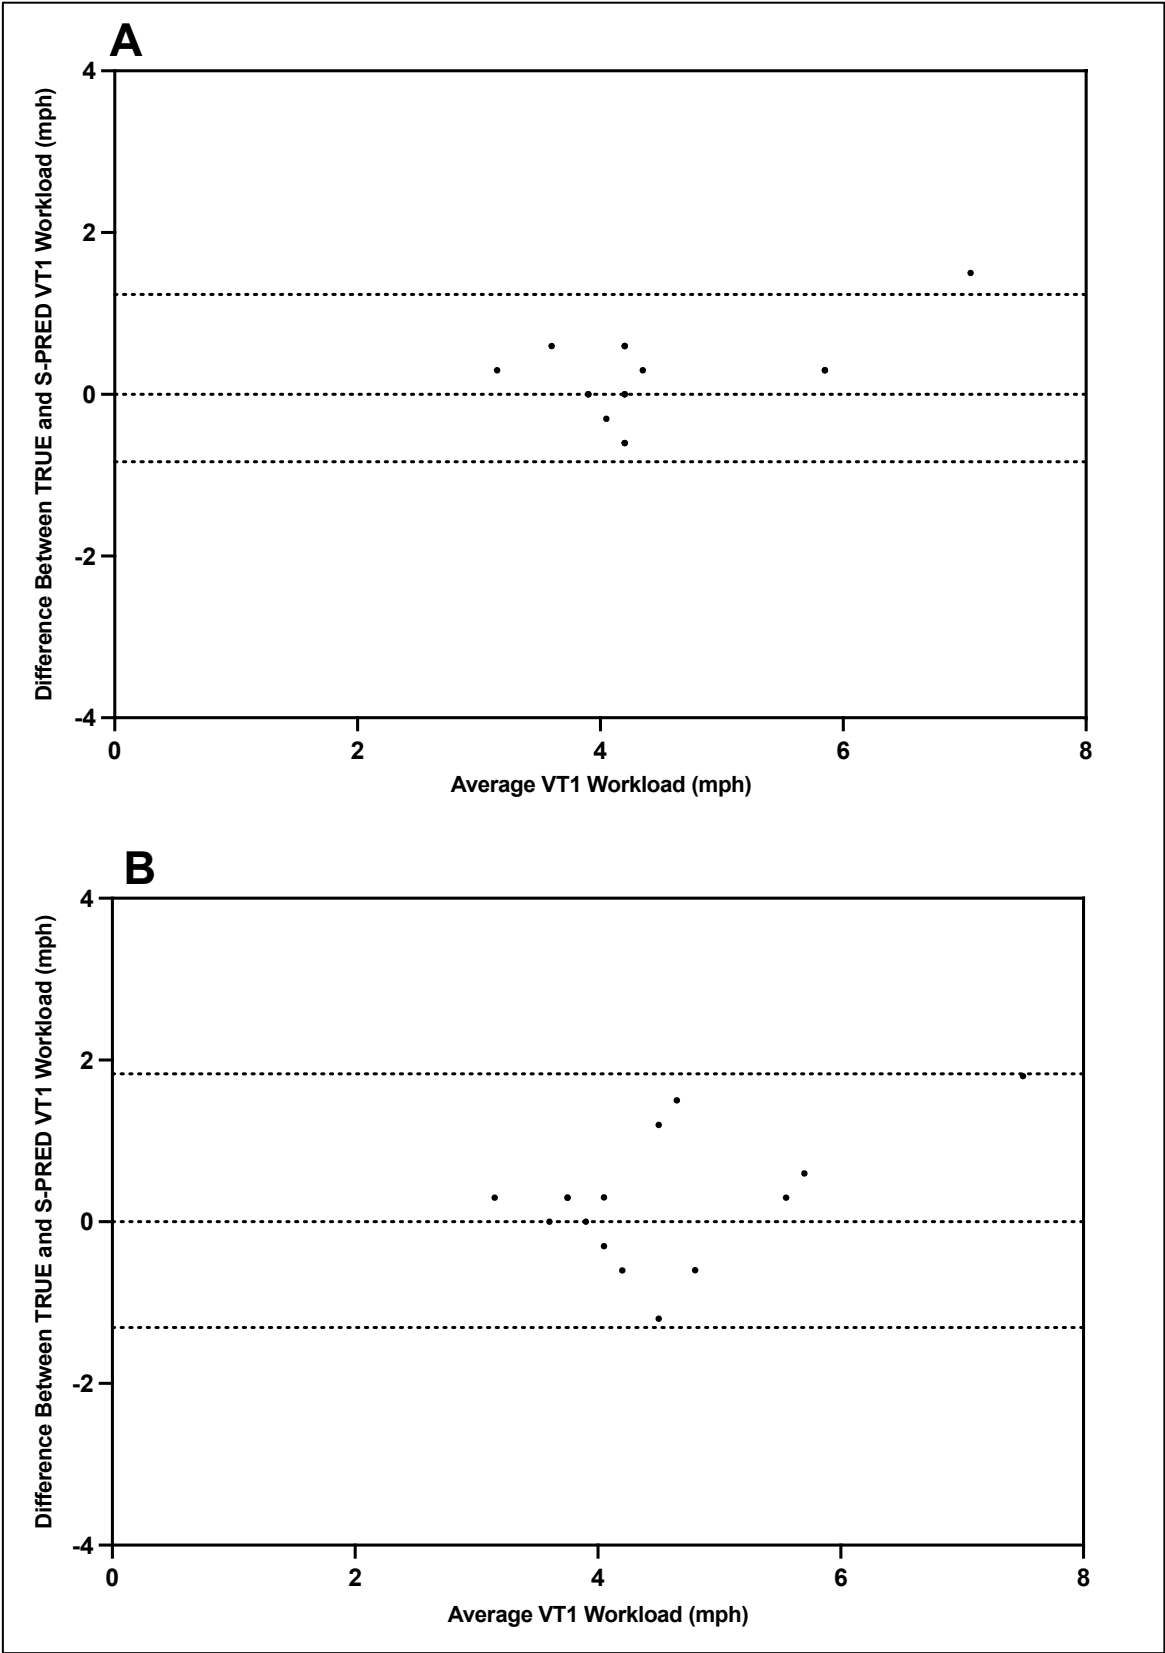 A
Difference Between TRUE and S-PRED VT1 Workload (mph)
4
2
0
-2
-4
0 2 4 6 8
Average VT1 Workload (mph)
B
Difference Between TRUE and S-PRED VT1 Workload (mph)
4
2
0
-2
-4
0 2 4 6 8
Average VT1 Workload (mph)